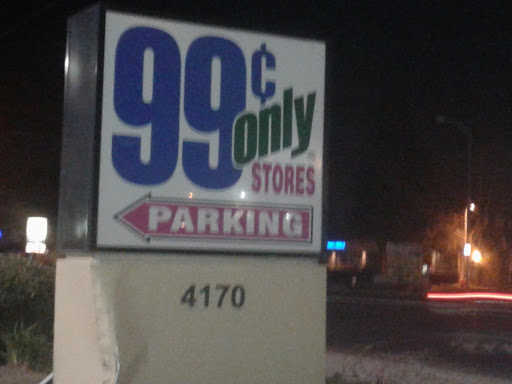 99¢
only
STORES
PARKING
4170